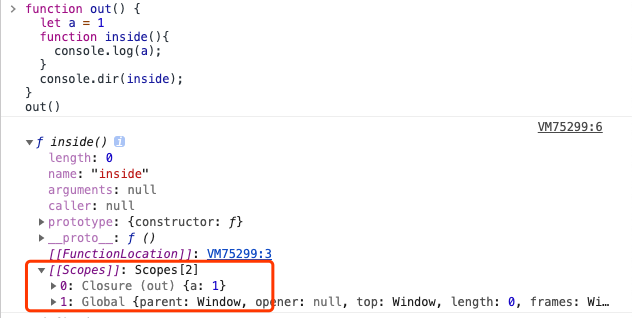 > function out() {
let a = 1
function inside(){
console.log(a);
}
console.dir(inside);
}
out()
VM75299:6
▼ƒ inside() i
length: 0
name: "inside"
arguments: null
caller: null
▶prototype: {constructor: ƒ}
▶__proto__: ƒ ()
[[FunctionLocation]]: VM75299:3
▼[[Scopes]]: Scopes[2]
▶0: Closure (out) {a: 1}
▶1: Global {parent: Window, opener: null, top: Window, length: 0, frames: Wi…